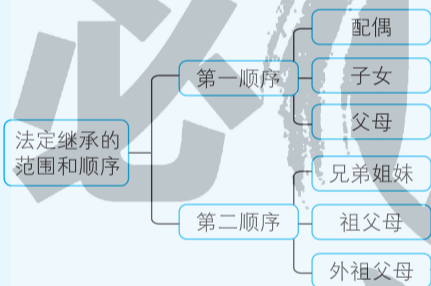 法定继承的
范围和顺序
第一顺序
配偶
子女
父母
第二顺序
兄弟姐妹
祖父母
外祖父母